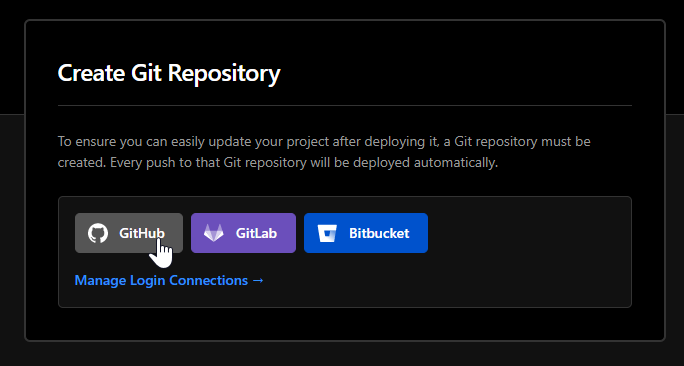 Create Git Repository
To ensure you can easily update your project after deploying it, a Git repository must be
created. Every push to that Git repository will be deployed automatically.
GitHub GitLab Bitbucket
Manage Login Connections →